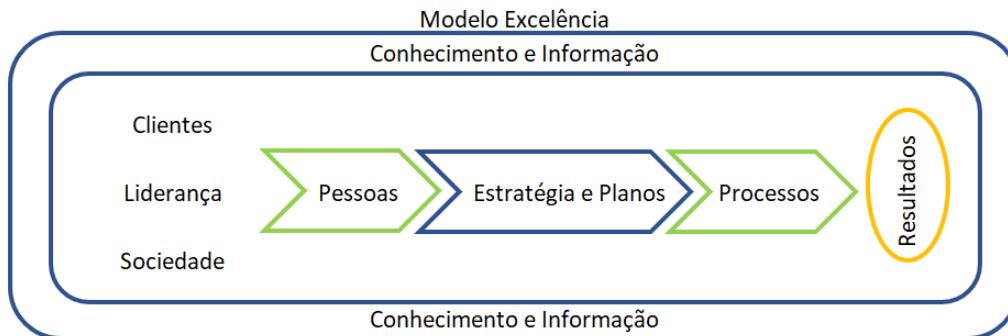 Modelo Excelência
Conhecimento e Informação
Clientes
Liderança
Sociedade
Pessoas
Estratégia e Planos
Processos
Resultados
Conhecimento e Informação